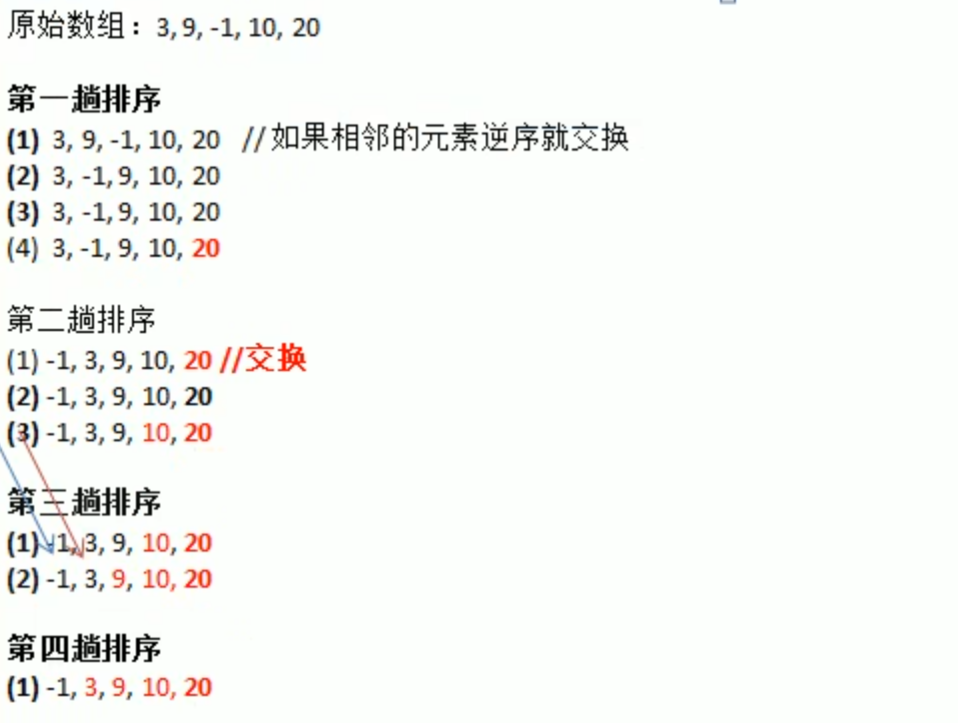 原始数组：3, 9, -1, 10, 20
第一趟排序
(1) 3, 9, -1, 10, 20 //如果相邻的元素逆序就交换
(2) 3, -1, 9, 10, 20
(3) 3, -1, 9, 10, 20
(4) 3, -1, 9, 10, 20
第二趟排序
(1) -1, 3, 9, 10, 20 //交换
(2) -1, 3, 9, 10, 20
(3) -1, 3, 9, 10, 20
第三趟排序
(1) -1, 3, 9, 10, 20
(2) -1, 3, 9, 10, 20
第四趟排序
(1) -1, 3, 9, 10, 20